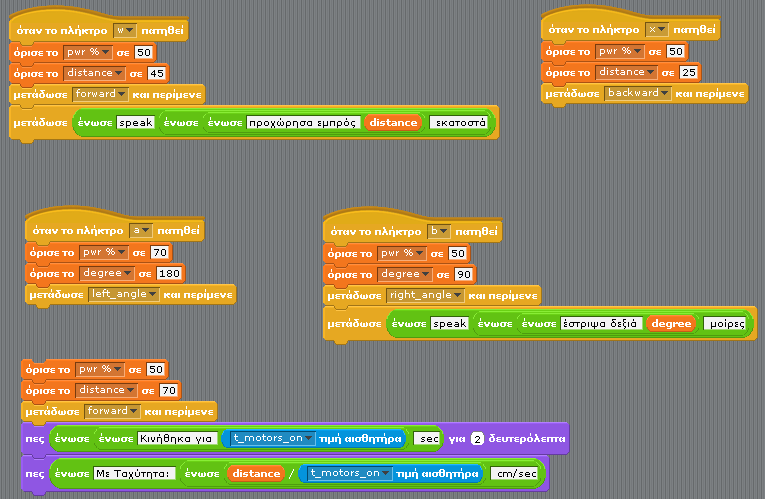 όταν το πλήκτρο w πατηθεί
όρισε το pwr % σε 50
όρισε το distance σε 45
μετάδωσε forward και περίμενε
μετάδωσε ένωσε speak ένωσε ένωσε προχώρησα εμπρός distance εκατοστά
όταν το πλήκτρο x πατηθεί
όρισε το pwr % σε 50
όρισε το distance σε 25
μετάδωσε backward και περίμενε
όταν το πλήκτρο a πατηθεί
όρισε το pwr % σε 70
όρισε το degree σε 180
μετάδωσε left_angle και περίμενε
όταν το πλήκτρο b πατηθεί
όρισε το pwr % σε 50
όρισε το degree σε 90
μετάδωσε right_angle και περίμενε
μετάδωσε ένωσε speak ένωσε ένωσε έστριψα δεξιά degree μοίρες
όρισε το pwr % σε 50
όρισε το distance σε 70
μετάδωσε forward και περίμενε
πες ένωσε ένωσε Κινήθηκα για t_motors_on τιμή αισθητήρα sec για 2 δευτερόλεπτα
πες ένωσε Με Ταχύτητα: ένωσε distance / t_motors_on τιμή αισθητήρα cm/sec